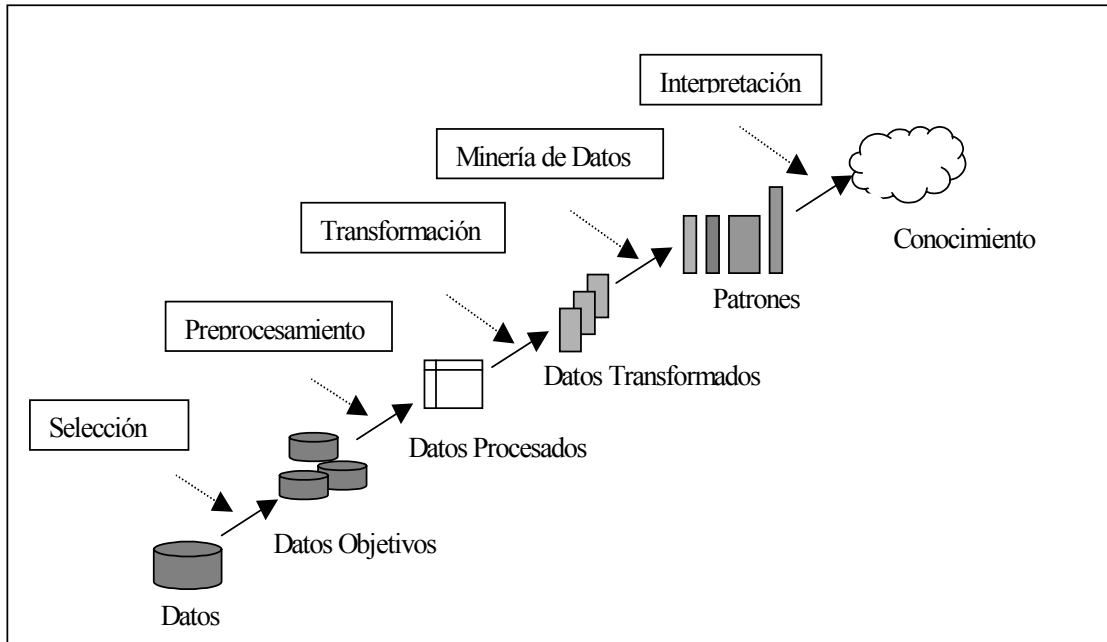 Interpretación
Minería de Datos
Transformación
Conocimiento
Patrones
Preprocesamiento
Datos Transformados
Selección
Datos Procesados
Datos Objetivos
Datos